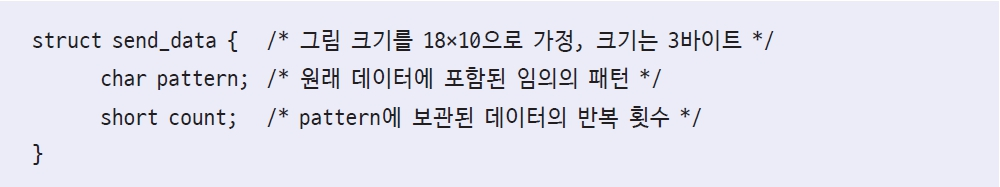 struct send_data { /* 그림 크기를 18×10으로 가정, 크기는 3바이트 */
char pattern; /* 원래 데이터에 포함된 임의의 패턴 */
short count; /* pattern에 보관된 데이터의 반복 횟수 */
}